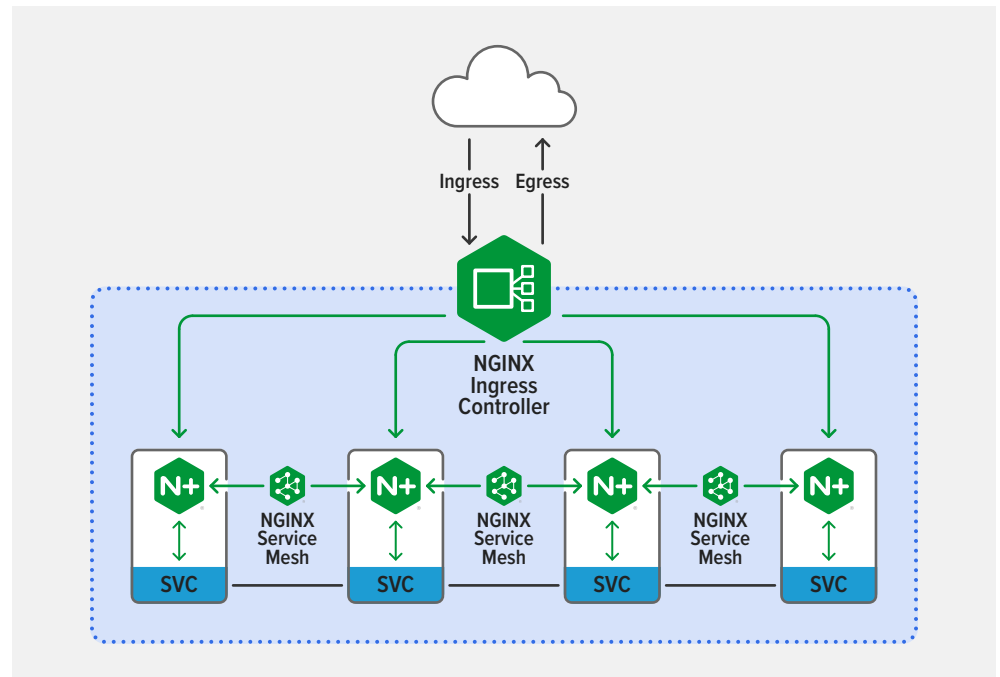 Ingress Egress
NGINX
Ingress
Controller
N+ N+ N+ N+
NGINX
Service
Mesh
NGINX
Service
Mesh
NGINX
Service
Mesh
SVC SVC SVC SVC